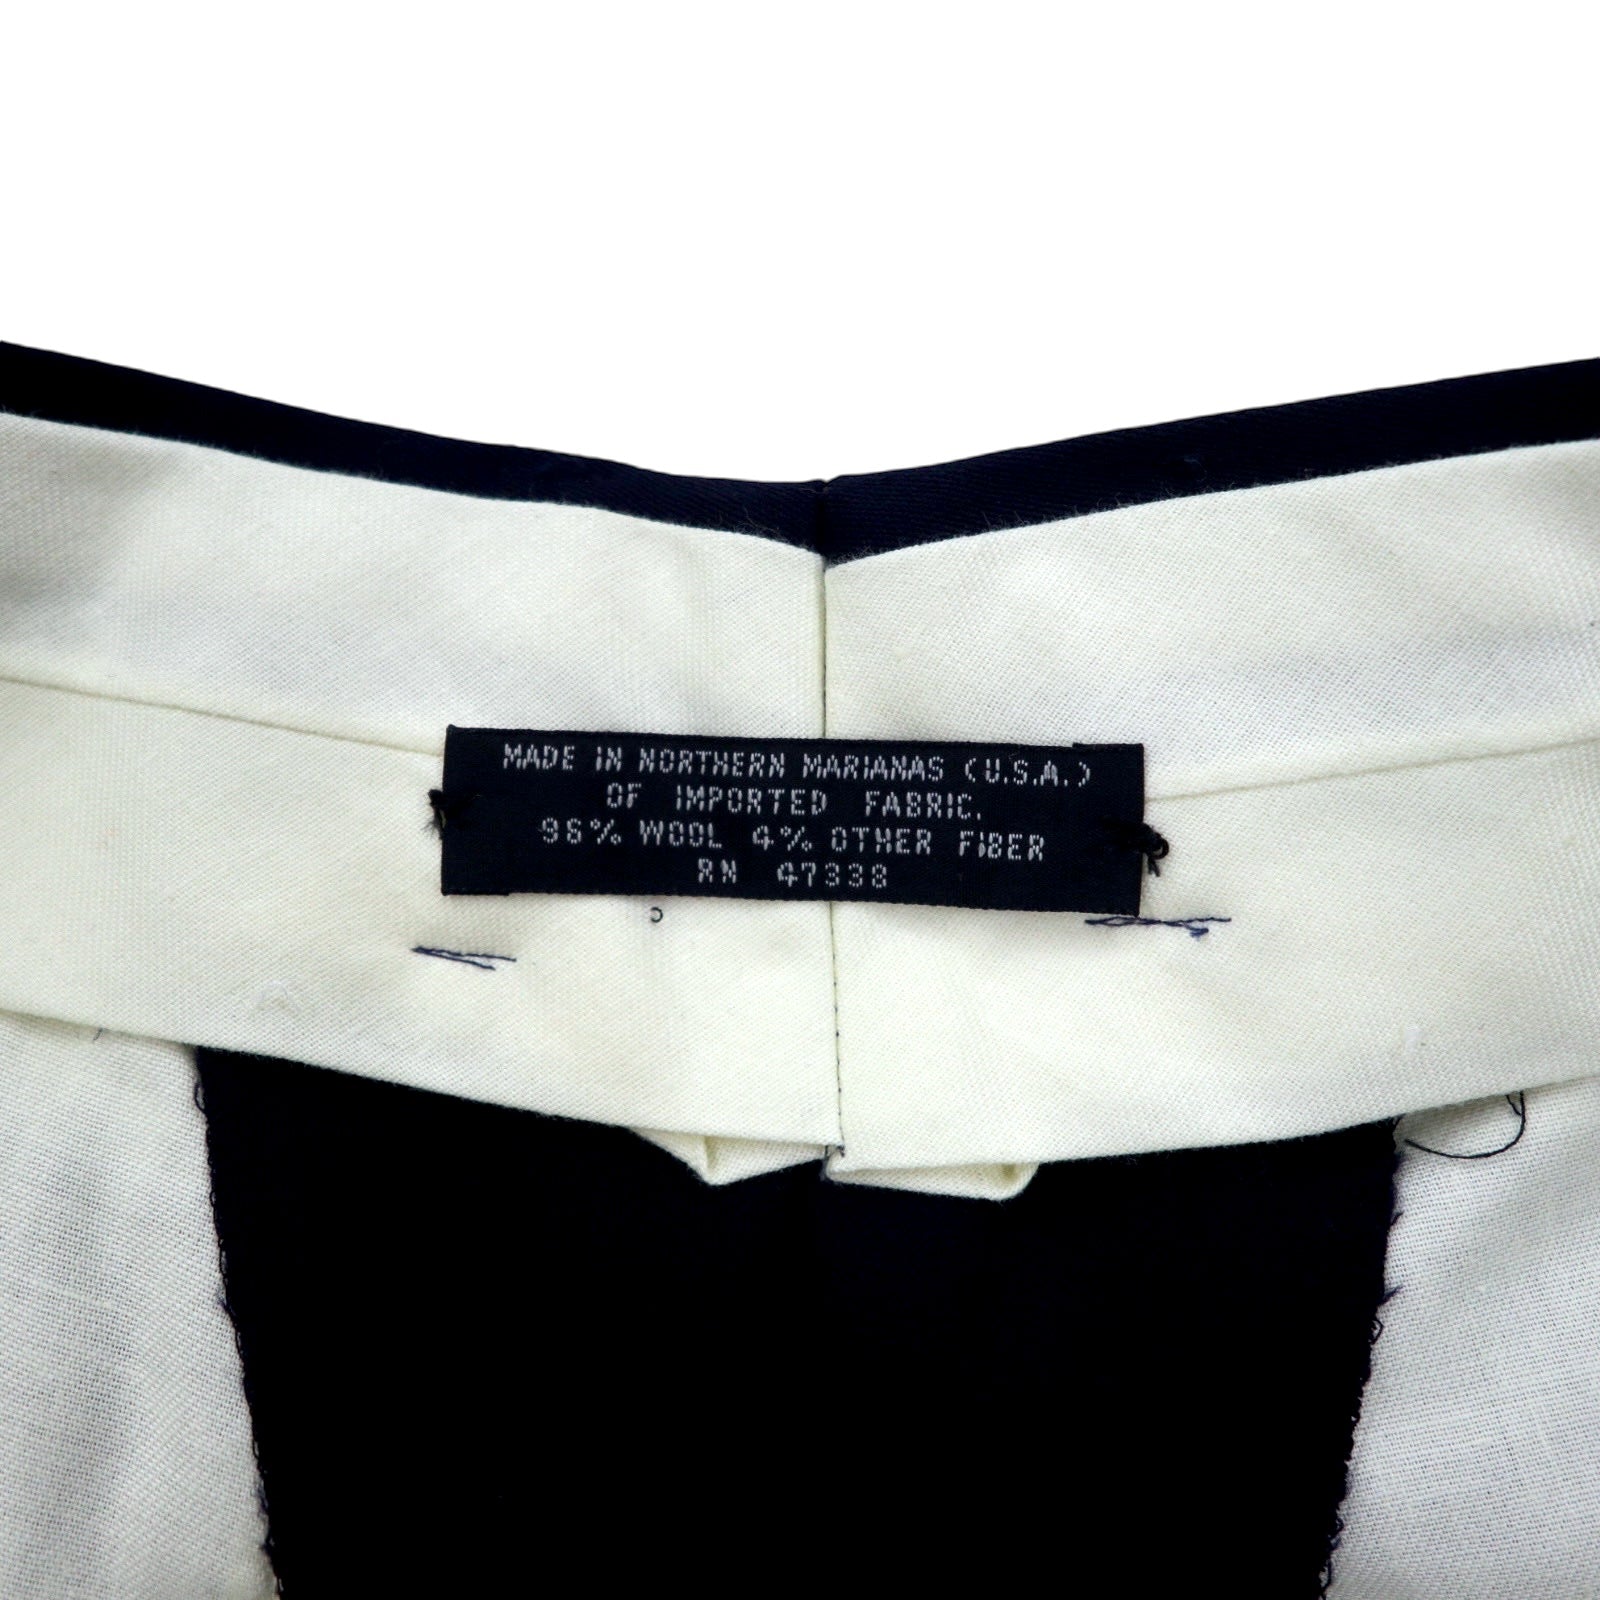 MADE IN NORTHERN MARIANAS (U.S.A.)
OF IMPORTED FABRIC.
96% WOOL 4% OTHER FIBER
RN 47338